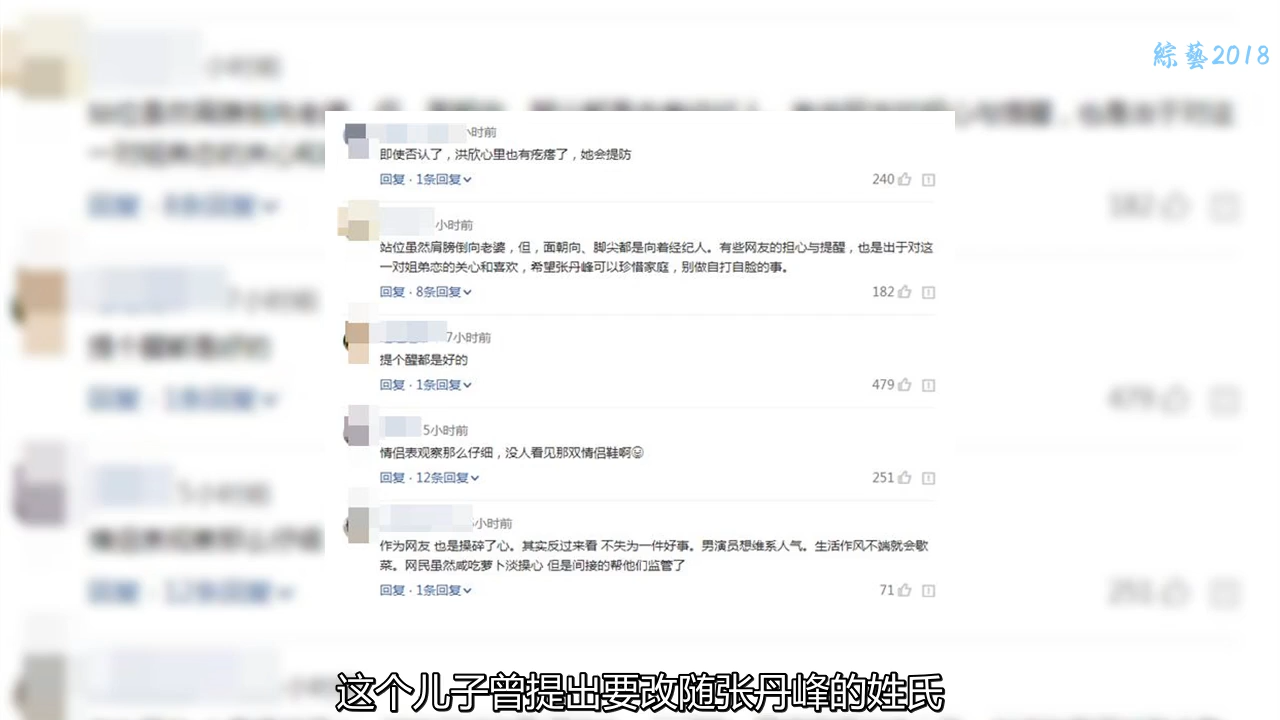 綜藝2018
小时前
即使否认了，洪欣心里也有疙瘩了，她会提防
回复 · 1条回复
240
小时前
站位虽然肩膀倒向老婆，但，面朝向、脚尖都是向着经纪人。有些网友的担心与提醒，也是出于对这
一对姐弟恋的关心和喜欢，希望张丹峰可以珍惜家庭，别做自打自脸的事。
回复 · 8条回复
182
7小时前
提个醒都是好的
回复 · 1条回复
479
5小时前
情侣表观察那么仔细，没人看见那双情侣鞋啊
回复 · 12条回复
251
小时前
作为网友 也是操碎了心。其实反过来看 不失为一件好事。男演员想维系人气。生活作风不端就会歇
菜。网民虽然咸吃萝卜淡操心 但是间接的帮他们监管了
回复 · 1条回复
71
这个儿子曾提出要改随张丹峰的姓氏